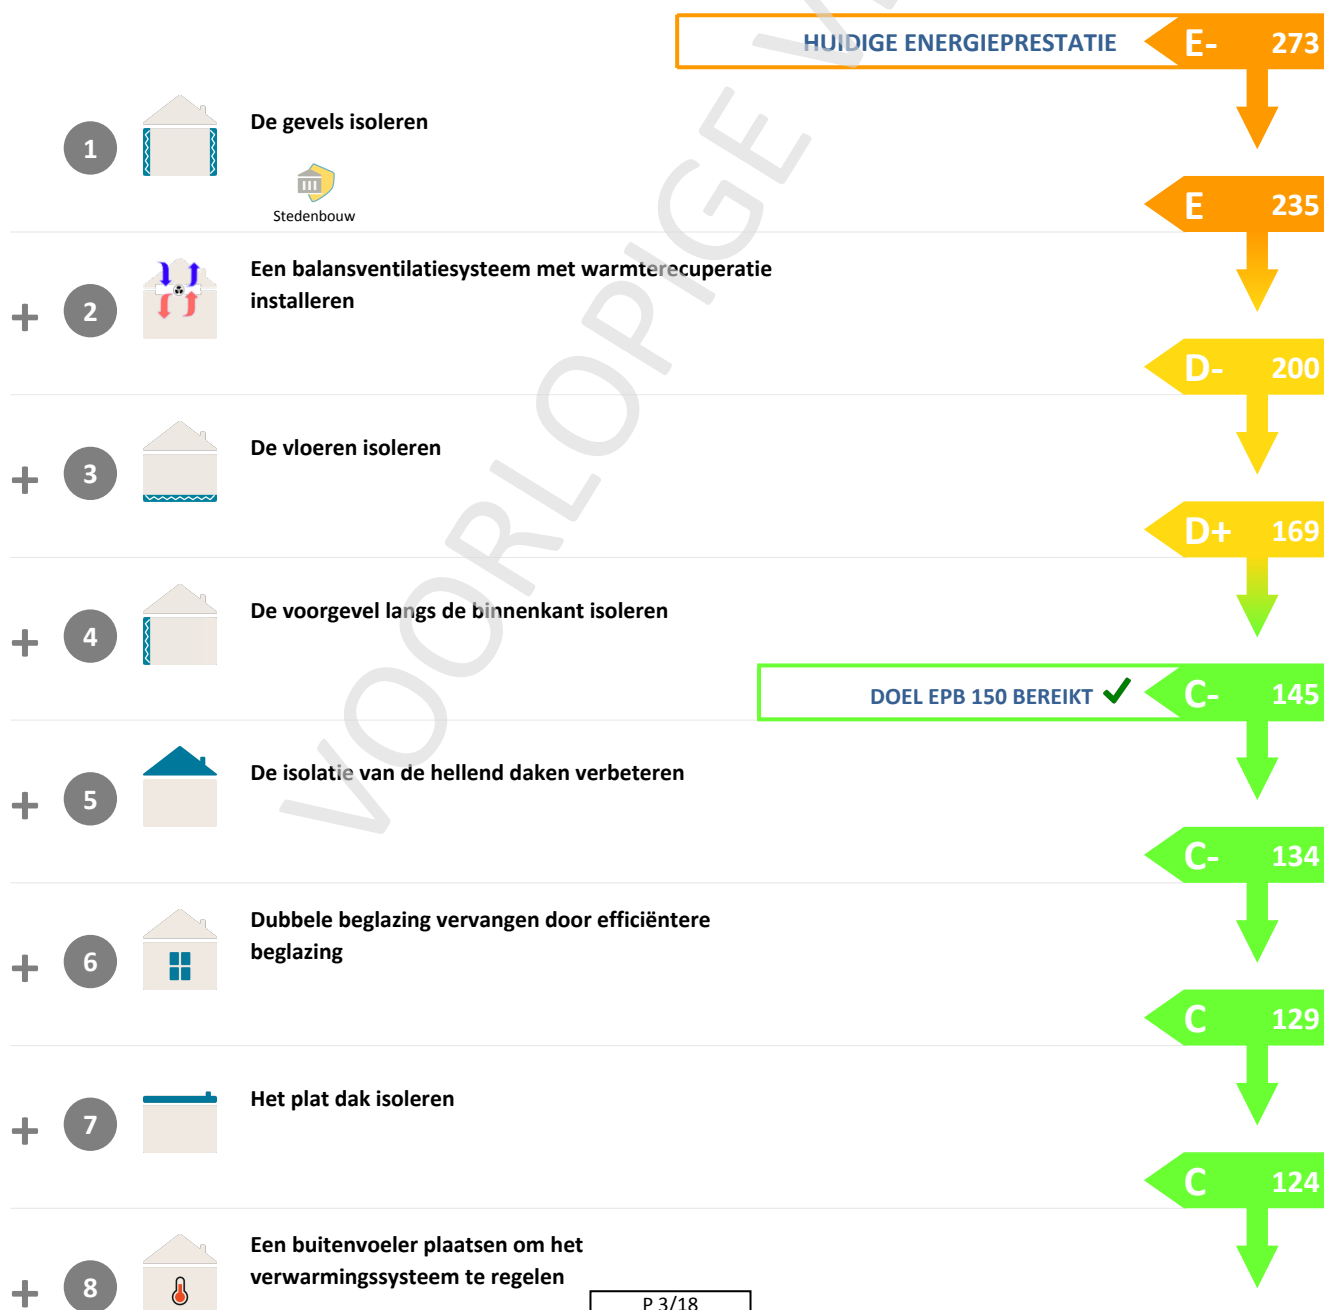 HUIDIGE ENERGIEPRESTATIE E- 273
1 De gevels isoleren
Stedenbouw
E 235
+ 2 Een balansventilatiesysteem met warmterecuperatie
installeren
D- 200
+ 3 De vloeren isoleren
D+ 169
+ 4 De voorgevel langs de binnenkant isoleren
DOEL EPB 150 BEREIKT ✓ C- 145
+ 5 De isolatie van de hellend daken verbeteren
C- 134
+ 6 Dubbele beglazing vervangen door efficiëntere
beglazing
C 129
+ 7 Het plat dak isoleren
C 124
+ 8 Een buitenvoeler plaatsen om het
verwarmingssysteem te regelen
P 3/18
VOORLOPIGE